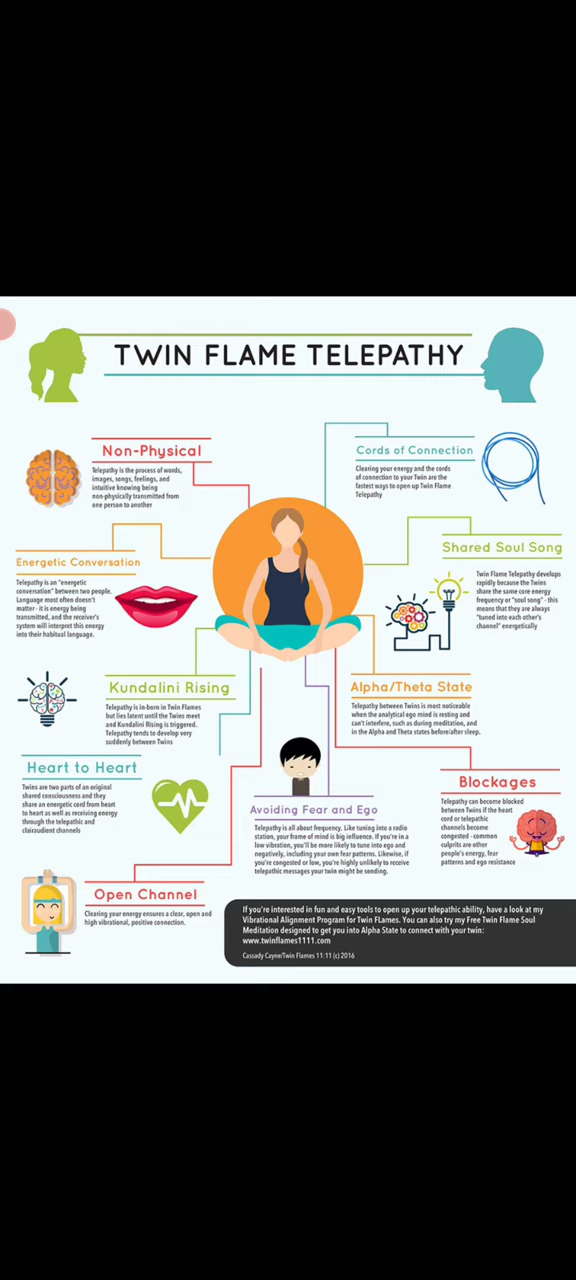 TWIN FLAME TELEPATHY
Non-Physical
Telepathy is the process of words,
images, songs, feelings, and
intuitive knowing being
non-physically transmitted from
one person to another
Cords of Connection
Clearing your energy and the cords
of connection to your Twin are the
fastest ways to open up Twin Flame
Telepathy
Energetic Conversation
Telepathy is an "energetic
conversation" between two people.
Language most often doesn't
matter - it is energy being
transmitted, and the receiver's
system will interpret this energy
into their habitual language.
Shared Soul Song
Twin Flame Telepathy develops
rapidly because the Twins
share the same core energy
frequency or "soul song" - this
means that they are always
"tuned into each other's
channel" energetically
Kundalini Rising
Telepathy is in-born in Twin Flames
but lies latent until the Twins meet
and Kundalini Rising is triggered.
Telepathy tends to develop very
suddenly between Twins
Alpha/Theta State
Telepathy between Twins is most noticeable
when the analytical ego mind is resting and
can't interfere, such as during meditation, and
in the Alpha and Theta states before/after sleep.
Heart to Heart
Twins are two parts of an original
shared consciousness and they
share an energetic cord from heart
to heart as well as receiving energy
through the telepathic and
clairaudient channels
Avoiding Fear and Ego
Telepathy is all about frequency. Like tuning into a radio
station, your frame of mind is big influence. If you're in a
low vibration, you'll be more likely to tune into ego and
negatively, including your own fear patterns. Likewise, if
you're congested or low, you're highly unlikely to receive
telepathic messages your twin might be sending.
Blockages
Telepathy can become blocked
between Twins if the heart
cord or telepathic
channels become
congested - common
culprits are other
people's energy, fear
patterns and ego resistance
Open Channel
Clearing your energy ensures a clear, open and
high vibrational, positive connection.
If you're interested in fun and easy tools to open up your telepathic ability, have a look at my
Vibrational Alignment Program for Twin Flames. You can also try my Free Twin Flame Soul
Meditation designed to get you into Alpha State to connect with your twin:
www.twinflames1111.com
Cassady Cayne/Twin Flames 11:11 (c) 2016